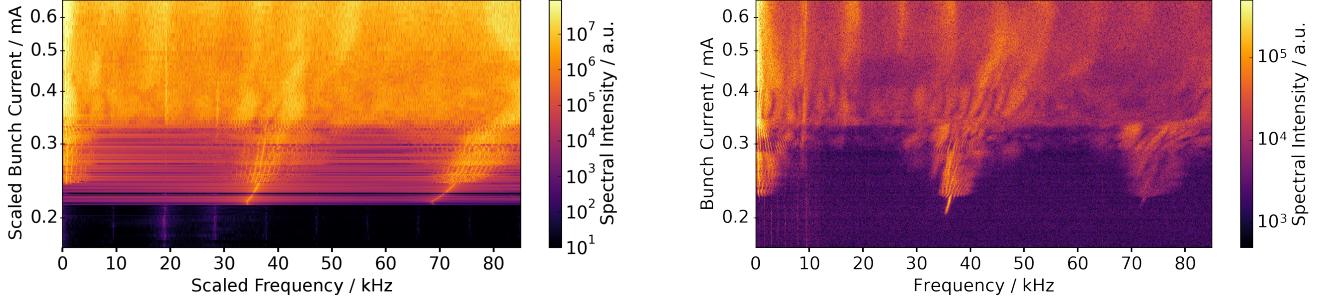 0.6
0.5
0.4
0.3
0.2
Scaled Bunch Current / mA
0 10 20 30 40 50 60 70 80
Scaled Frequency / kHz
10^7
10^6
10^5
10^4
10^3
10^2
10^1
Spectral Intensity / a.u.
0.6
0.5
0.4
0.3
0.2
Bunch Current / mA
0 10 20 30 40 50 60 70 80
Frequency / kHz
10^5
10^4
10^3
Spectral Intensity / a.u.